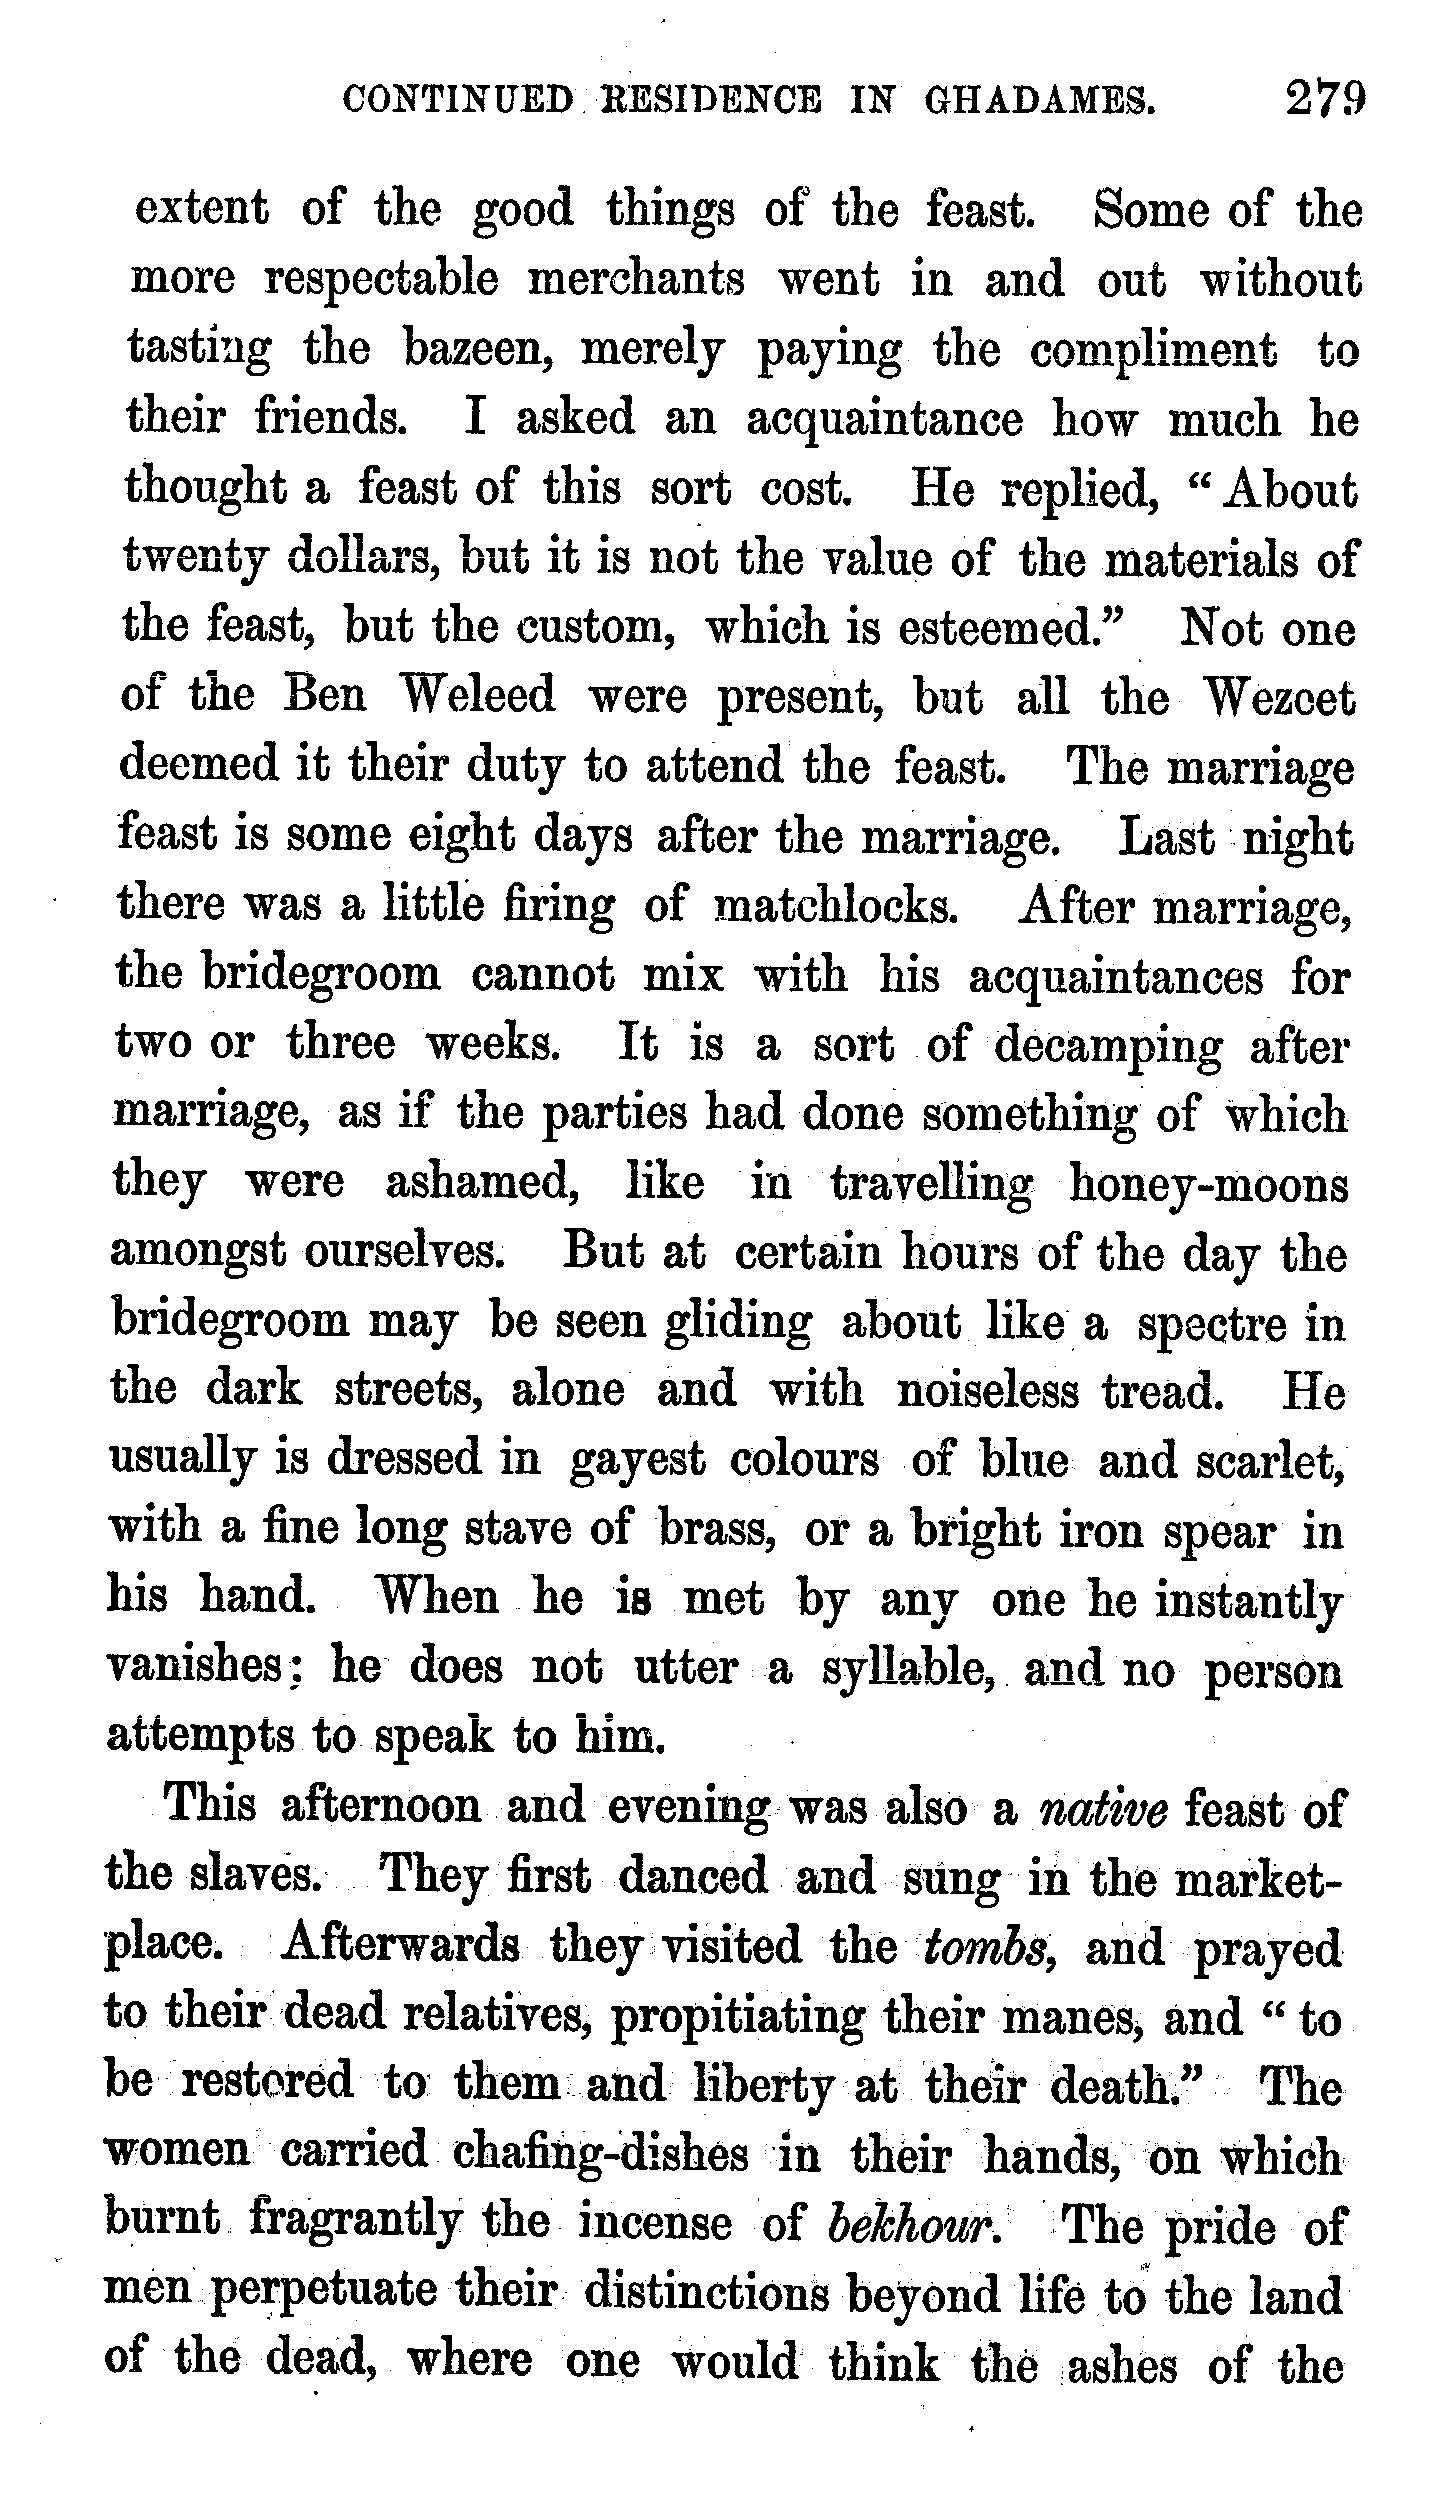 CONTINUED RESIDENCE IN GHADAMES. 279
extent of the good things of the feast. Some of the
more respectable merchants went in and out without
tasting the bazeen, merely paying the compliment to
their friends. I asked an acquaintance how much he
thought a feast of this sort cost. He replied, “ About
twenty dollars, but it is not the value of the materials of
the feast, but the custom, which is esteemed.” Not one
of the Ben Weleed were present, but all the Wezeet
deemed it their duty to attend the feast. The marriage
feast is some eight days after the marriage. Last night
there was a little firing of matchlocks. After marriage,
the bridegroom cannot mix with his acquaintances for
two or three weeks. It is a sort of decamping after
marriage, as if the parties had done something of which
they were ashamed, like in travelling honey-moons
amongst ourselves. But at certain hours of the day the
bridegroom may be seen gliding about like a spectre in
the dark streets, alone and with noiseless tread. He
usually is dressed in gayest colours of blue and scarlet,
with a fine long stave of brass, or a bright iron spear in
his hand. When he is met by any one he instantly
vanishes; he does not utter a syllable, and no person
attempts to speak to him.
This afternoon and evening was also a native feast of
the slaves. They first danced and sung in the market-
place. Afterwards they visited the tombs, and prayed
to their dead relatives, propitiating their manes, and “ to
be restored to them and liberty at their death.” The
women carried chafing-dishes in their hands, on which
burnt fragrantly the incense of bekhour. The pride of
men perpetuate their distinctions beyond life to the land
of the dead, where one would think the ashes of the